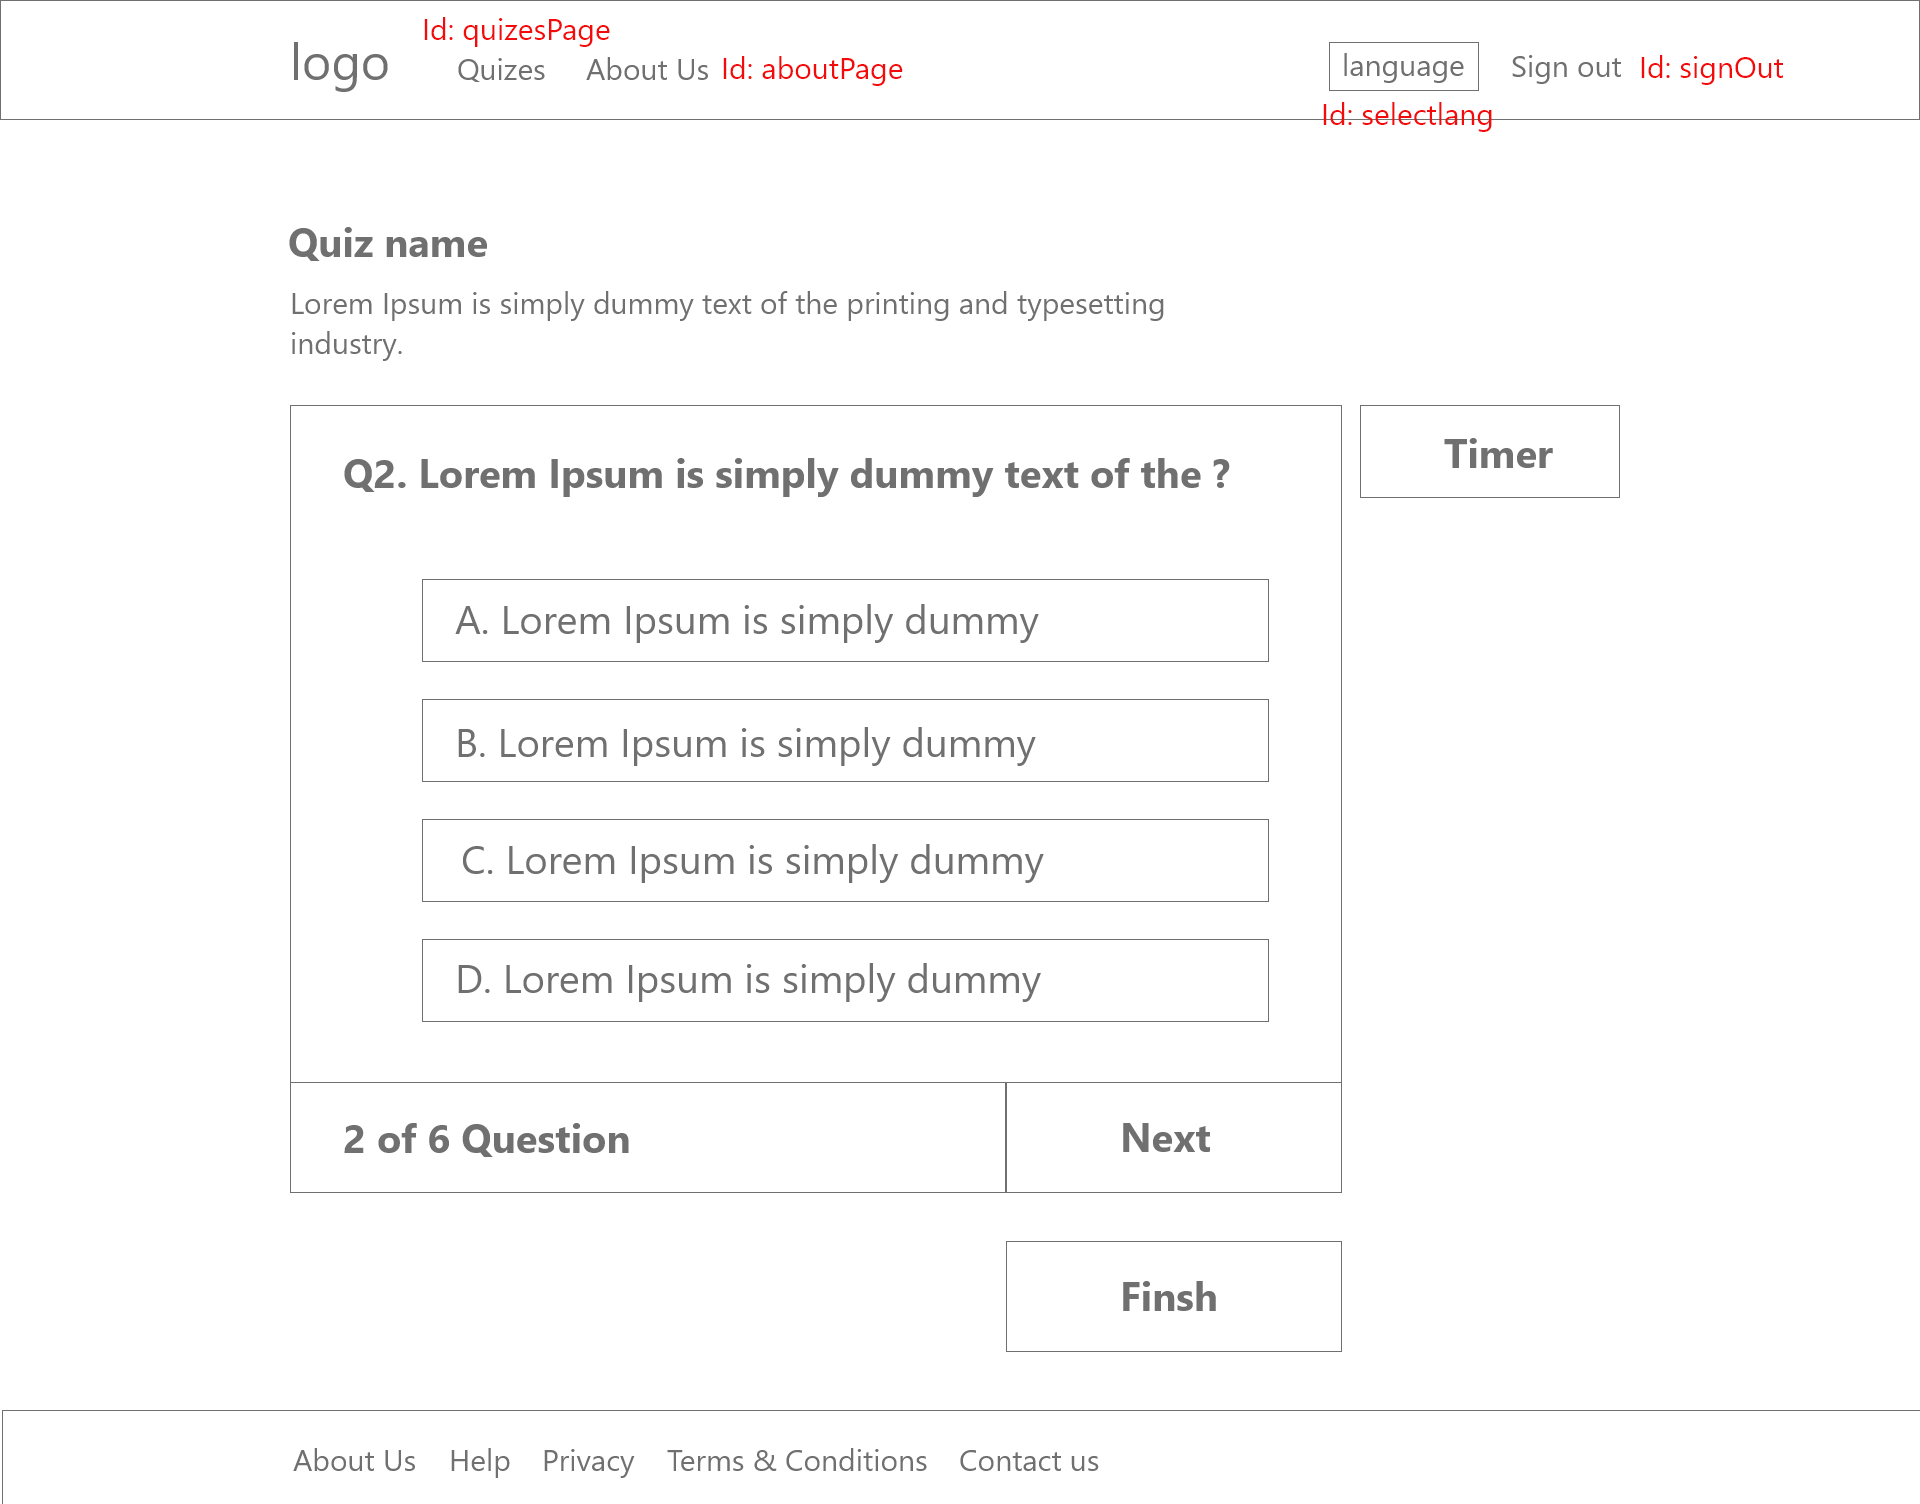 Id: quizesPage
logo
Quizes About Us Id: aboutPage
language Sign out Id: signOut
Id: selectlang
Quiz name
Lorem Ipsum is simply dummy text of the printing and typesetting
industry.
Q2. Lorem Ipsum is simply dummy text of the ?
Timer
A. Lorem Ipsum is simply dummy
B. Lorem Ipsum is simply dummy
C. Lorem Ipsum is simply dummy
D. Lorem Ipsum is simply dummy
2 of 6 Question
Next
Finsh
About Us Help Privacy Terms & Conditions Contact us